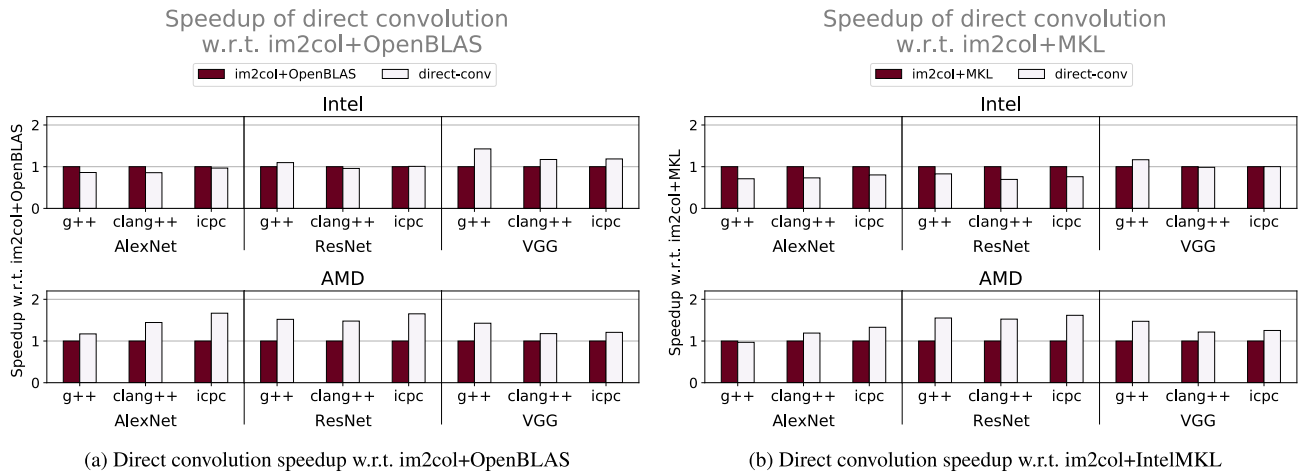 Speedup of direct convolution
w.r.t. im2col+OpenBLAS
im2col+OpenBLAS direct-conv
Speedup w.r.t. im2col+OpenBLAS
Intel
2
1
0
g++ clang++ icpc g++ clang++ icpc g++ clang++ icpc
AlexNet ResNet VGG
AMD
2
1
0
g++ clang++ icpc g++ clang++ icpc g++ clang++ icpc
AlexNet ResNet VGG
(a) Direct convolution speedup w.r.t. im2col+OpenBLAS
Speedup of direct convolution
w.r.t. im2col+MKL
im2col+MKL direct-conv
Speedup w.r.t. im2col+MKL
Intel
2
1
0
g++ clang++ icpc g++ clang++ icpc g++ clang++ icpc
AlexNet ResNet VGG
AMD
2
1
0
g++ clang++ icpc g++ clang++ icpc g++ clang++ icpc
AlexNet ResNet VGG
(b) Direct convolution speedup w.r.t. im2col+IntelMKL